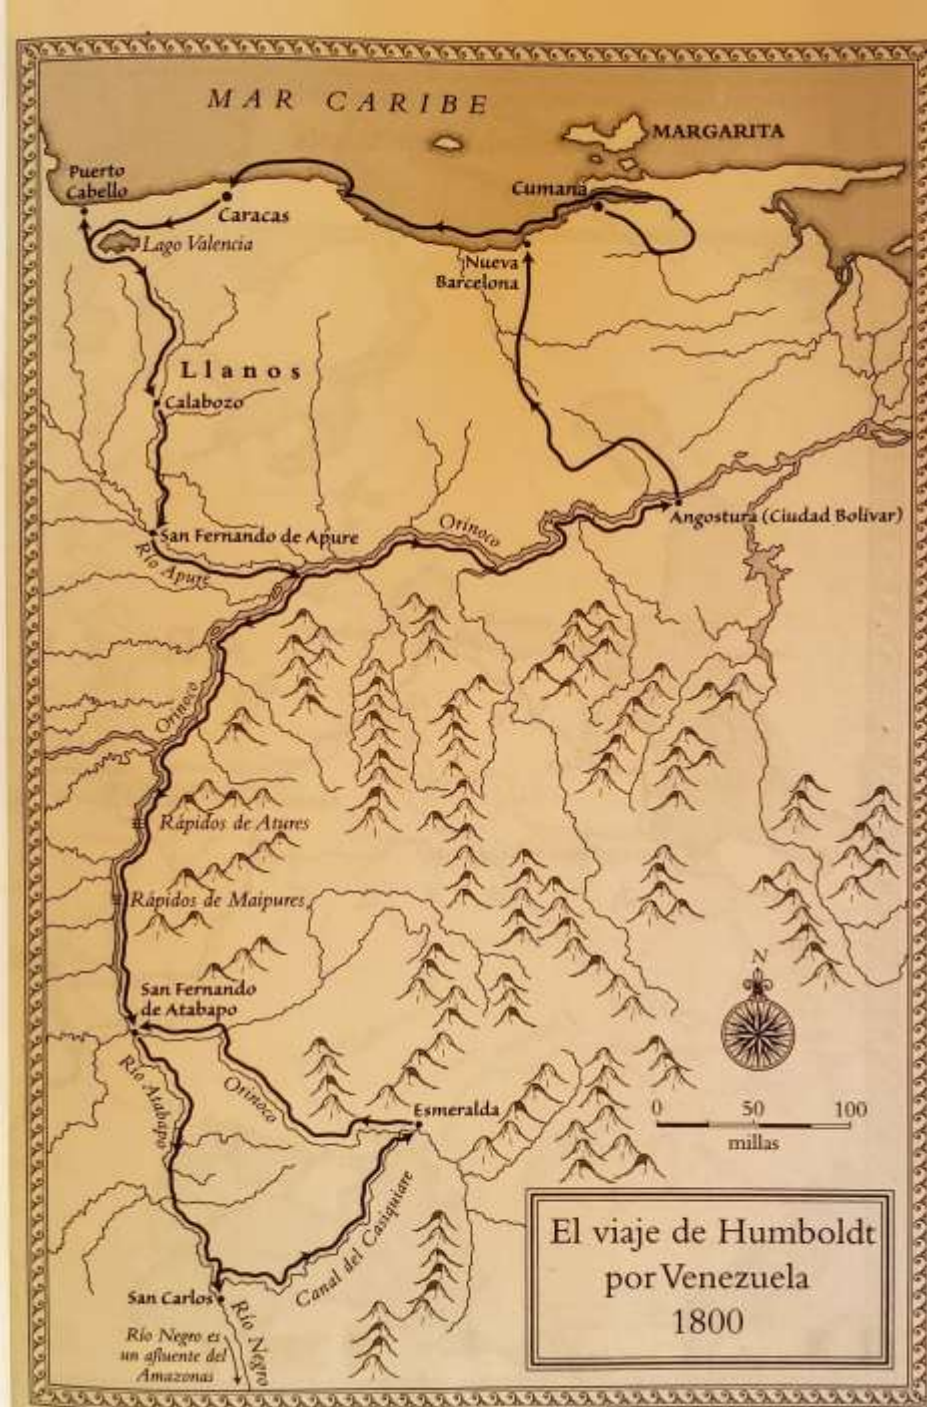 MAR CARIBE
MARGARITA
Puerto
Cabello
Cumaná
Caracas
Lago Valencia
Nueva
Barcelona
Llanos
Calabozo
Orinoco
Angostura (Ciudad Bolívar)
San Fernando de Apure
Río Apure
Orinoco
Rápidos de Atures
Rápidos de Maipures
N
San Fernando
de Atabapo
Río Atabapo
Orinoco
Esmeralda
0 50 100
millas
Canal del Casiquiare
San Carlos
Río Negro
Río Negro es
un afluente del
Amazonas
El viaje de Humboldt
por Venezuela
1800